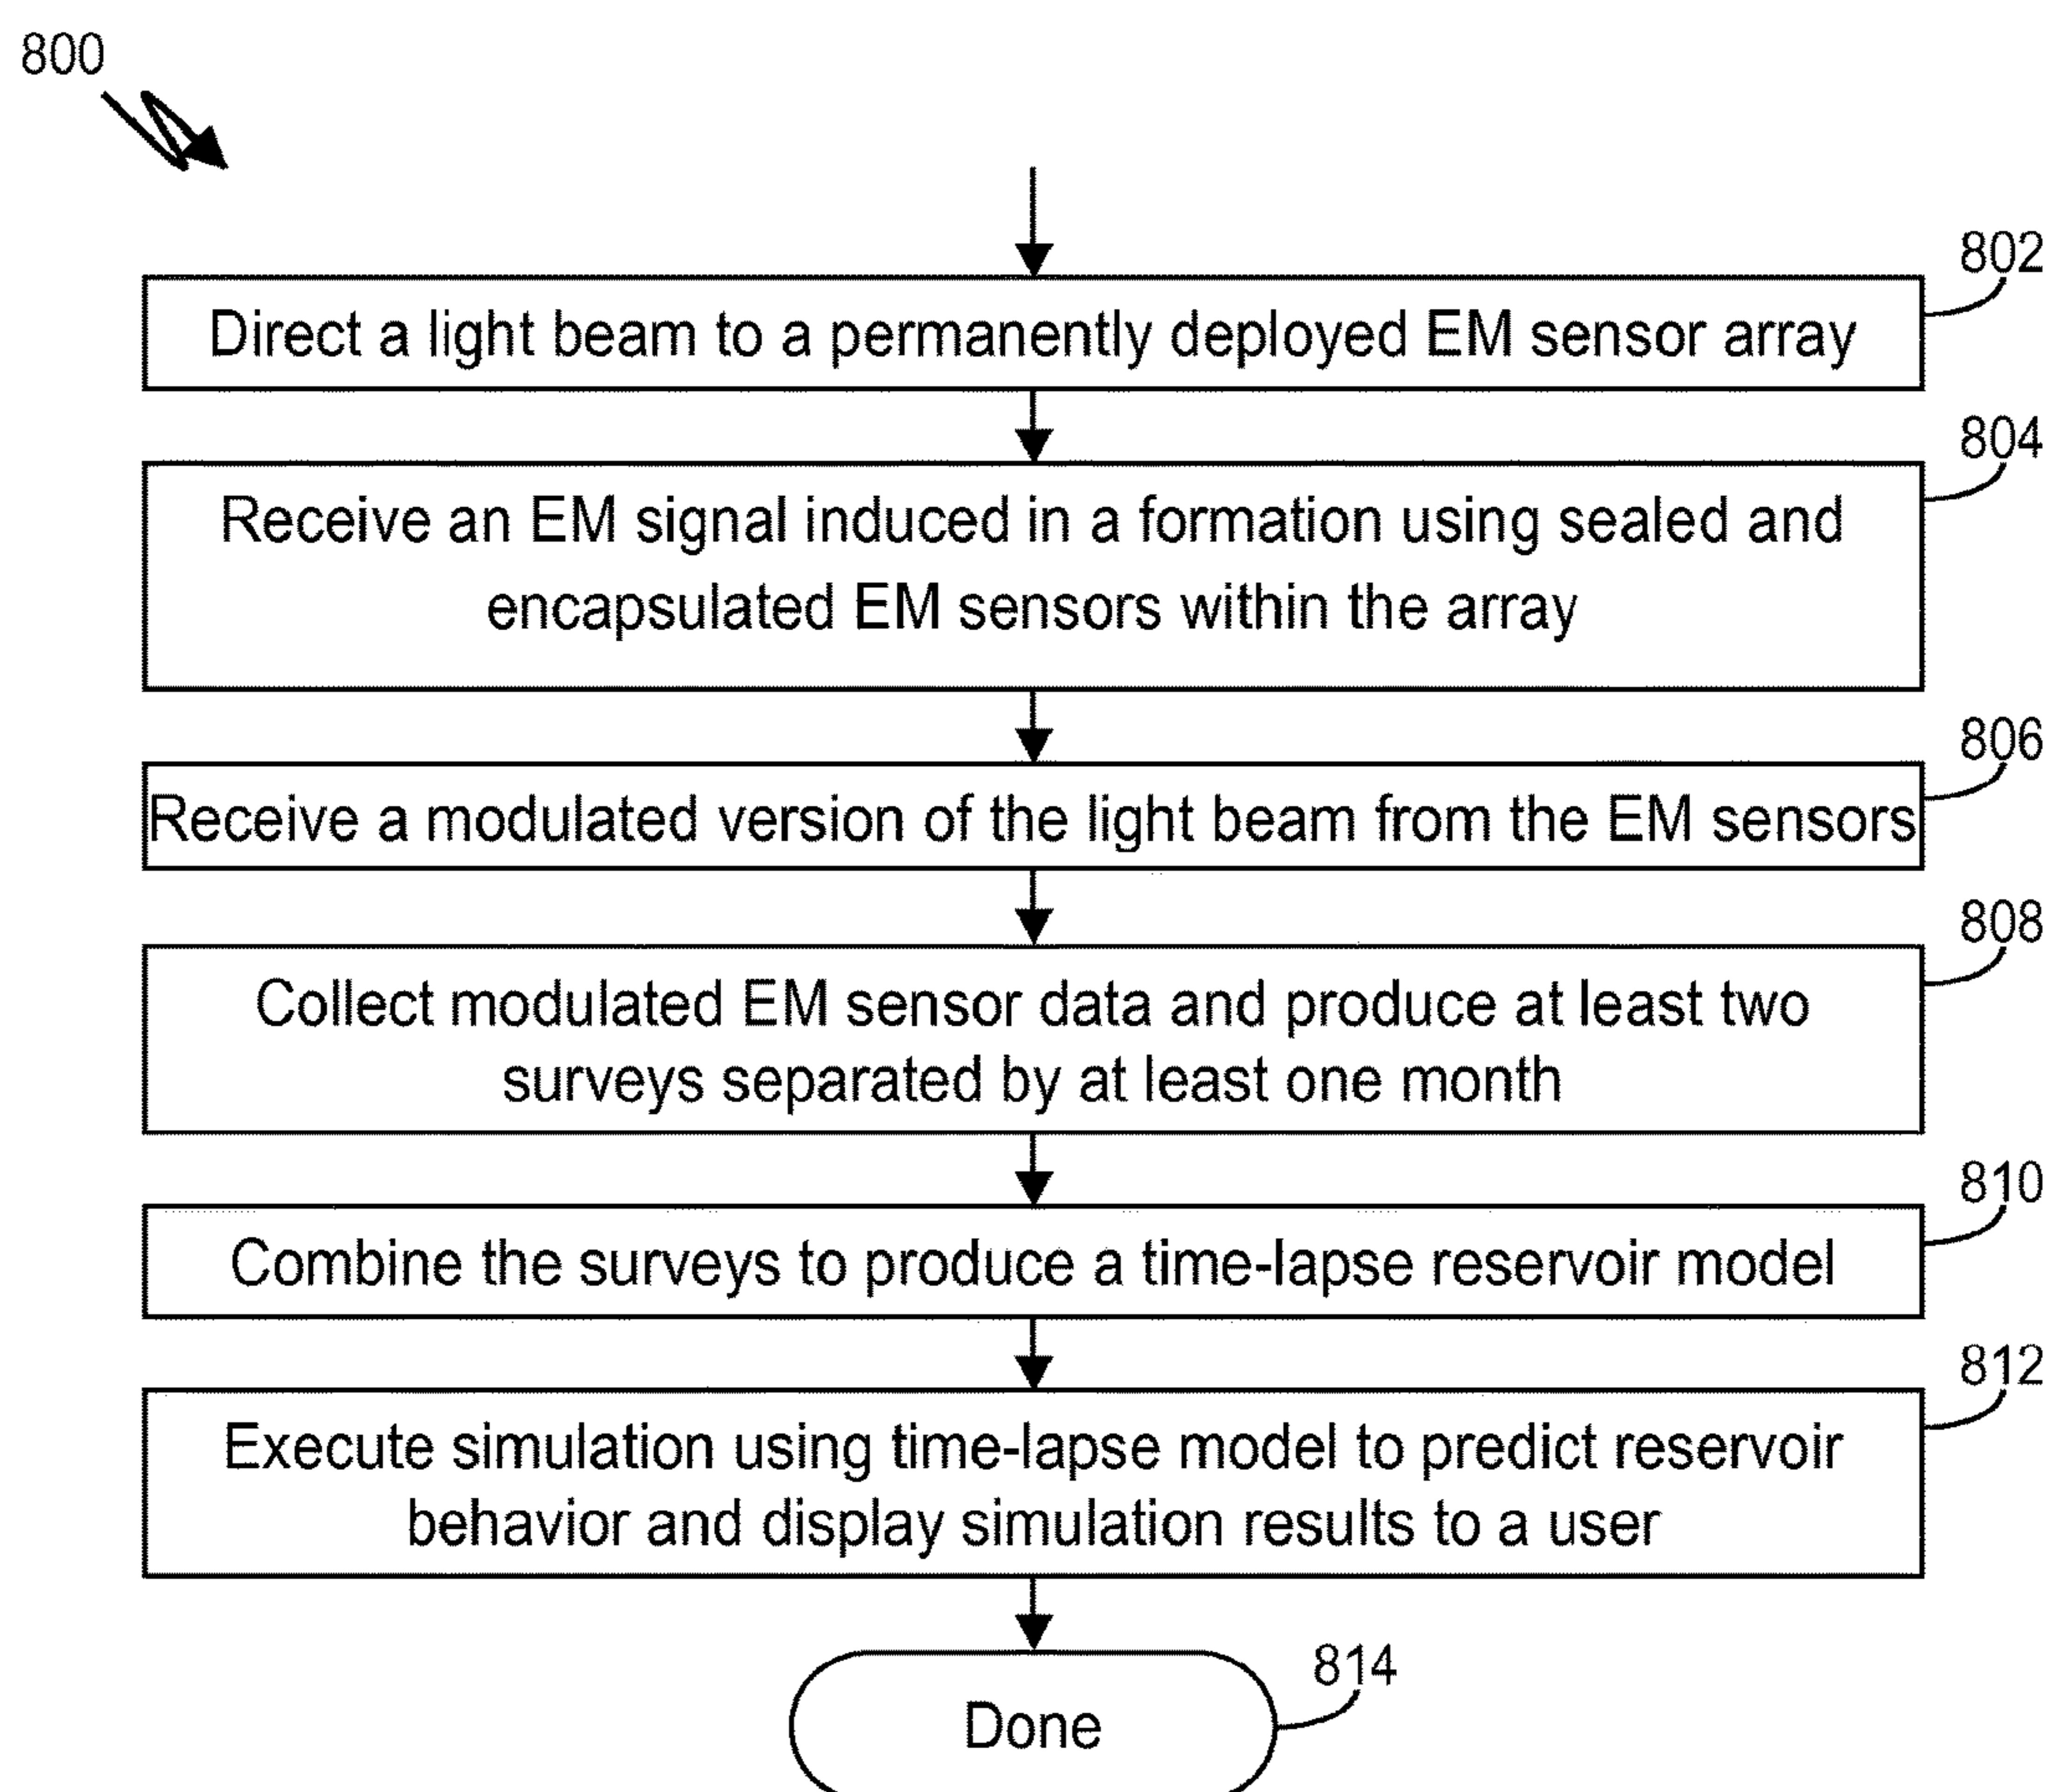 800
802
Direct a light beam to a permanently deployed EM sensor array
804
Receive an EM signal induced in a formation using sealed and
encapsulated EM sensors within the array
806
Receive a modulated version of the light beam from the EM sensors
808
Collect modulated EM sensor data and produce at least two
surveys separated by at least one month
810
Combine the surveys to produce a time-lapse reservoir model
812
Execute simulation using time-lapse model to predict reservoir
behavior and display simulation results to a user
814
Done